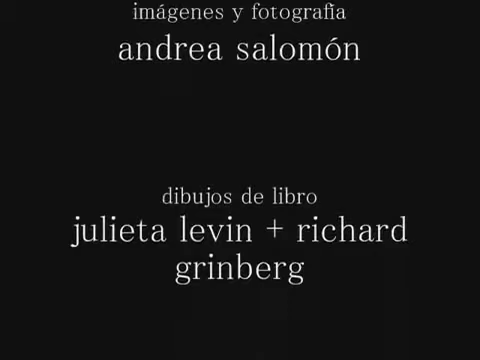 imágenes y fotografía
andrea salomón
dibujos de libro
julieta levin + richard
grinberg